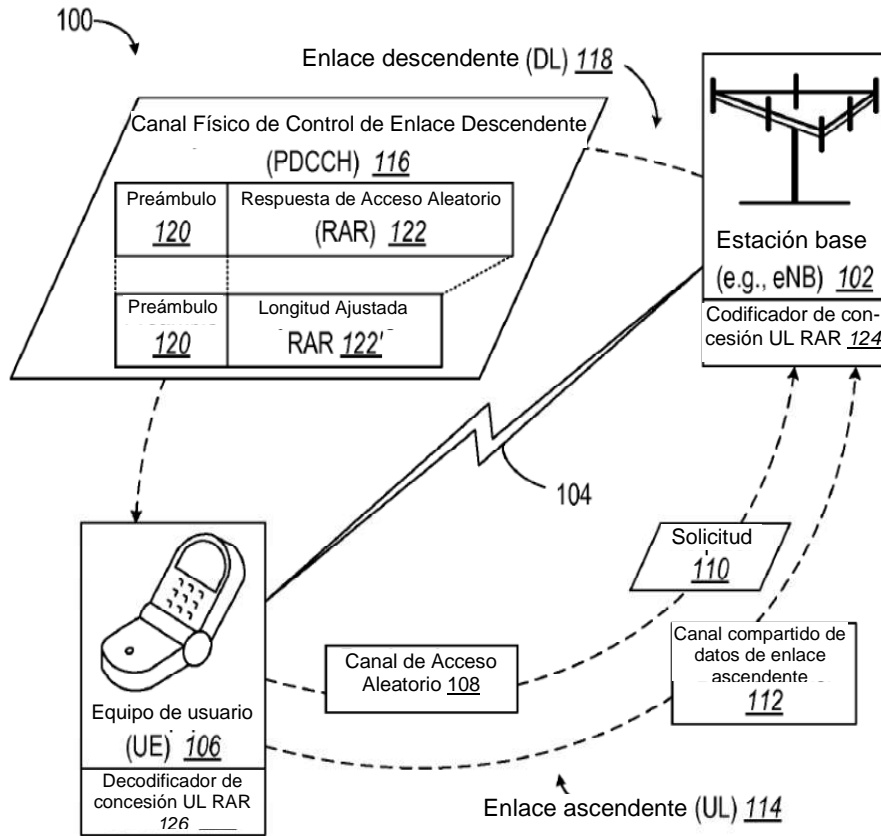 100
Enlace descendente (DL) 118
Canal Físico de Control de Enlace Descendente
(PDCCH) 116
Preámbulo
120
Respuesta de Acceso Aleatorio
(RAR) 122
Preámbulo
120
Longitud Ajustada
RAR 122'
Estación base
(e.g., eNB) 102
Codificador de con-
cesión UL RAR 124
104
Solicitud
110
Canal de Acceso
Aleatorio 108
Canal compartido de
datos de enlace
ascendente
112
Equipo de usuario
(UE) 106
Decodificador de
concesión UL RAR
126
Enlace ascendente (UL) 114